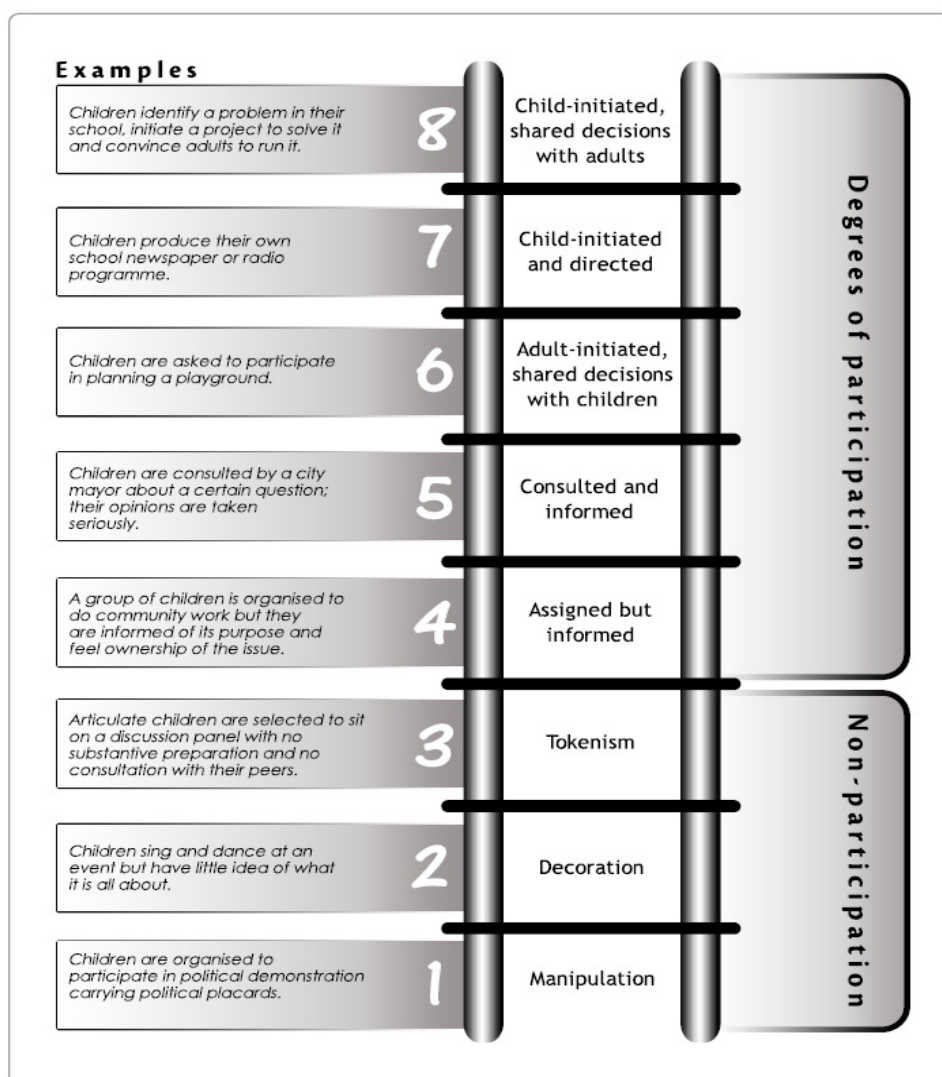 Examples
Children identify a problem in their
school, initiate a project to solve it
and convince adults to run it.
8
Child-initiated,
shared decisions
with adults
Children produce their own
school newspaper or radio
programme.
7
Child-initiated
and directed
Children are asked to participate
in planning a playground.
6
Adult-initiated,
shared decisions
with children
Children are consulted by a city
mayor about a certain question;
their opinions are taken
seriously.
5
Consulted and
informed
A group of children is organised to
do community work but they
are informed of its purpose and
feel ownership of the issue.
4
Assigned but
informed
Degrees of participation
Articulate children are selected to sit
on a discussion panel with no
substantive preparation and no
consultation with their peers.
3
Tokenism
Children sing and dance at an
event but have little idea of what
it is all about.
2
Decoration
Children are organised to
participate in political demonstration
carrying political placards.
1
Manipulation
Non-participation